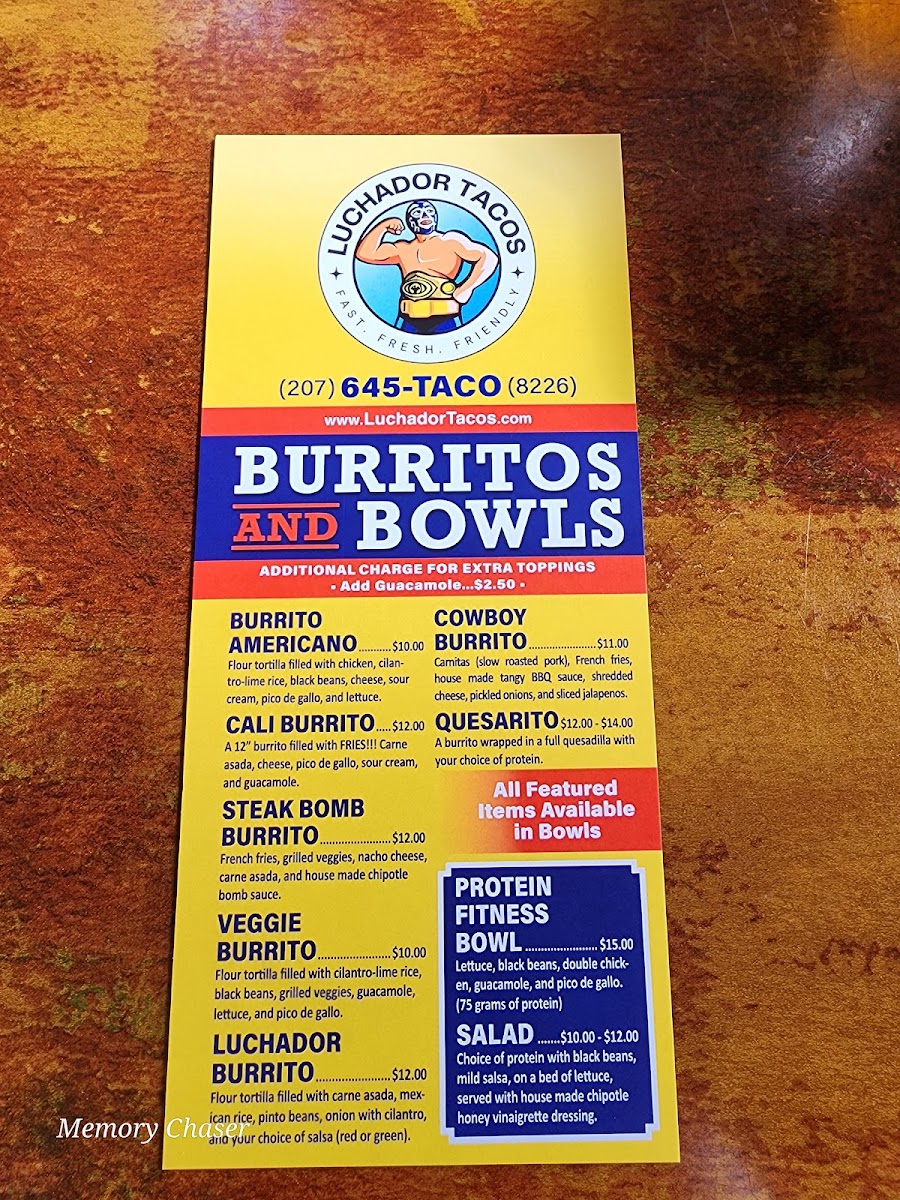 LUCHADOR TACOS
FAST. FRESH. FRIENDLY
(207) 645-TACO (8226)
www.LuchadorTacos.com
BURRITOS
AND BOWLS
ADDITIONAL CHARGE FOR EXTRA TOPPINGS
- Add Guacamole...$2.50 -
BURRITO
AMERICANO..........$10.00
Flour tortilla filled with chicken, cilan-
tro-lime rice, black beans, cheese, sour
cream, pico de gallo, and lettuce.
CALI BURRITO.....$12.00
A 12" burrito filled with FRIES!!! Carne
asada, cheese, pico de gallo, sour cream,
and guacamole.
STEAK BOMB
BURRITO........................$12.00
French fries, grilled veggies, nacho cheese,
carne asada, and house made chipotle
bomb sauce.
VEGGIE
BURRITO........................$10.00
Flour tortilla filled with cilantro-lime rice,
black beans, grilled veggies, guacamole,
lettuce, and pico de gallo.
LUCHADOR
BURRITO........................$12.00
Flour tortilla filled with carne asada, mex-
ican rice, pinto beans, onion with cilantro,
and your choice of salsa (red or green).
COWBOY
BURRITO......................$11.00
Carnitas (slow roasted pork), French fries,
house made tangy BBQ sauce, shredded
cheese, pickled onions, and sliced jalapenos.
QUESARITO $12.00 - $14.00
A burrito wrapped in a full quesadilla with
your choice of protein.
All Featured
Items Available
in Bowls
PROTEIN
FITNESS
BOWL.......................$15.00
Lettuce, black beans, double chick-
en, guacamole, and pico de gallo.
(75 grams of protein)
SALAD.......$10.00 - $12.00
Choice of protein with black beans,
mild salsa, on a bed of lettuce,
served with house made chipotle
honey vinaigrette dressing.
Memory Chaser